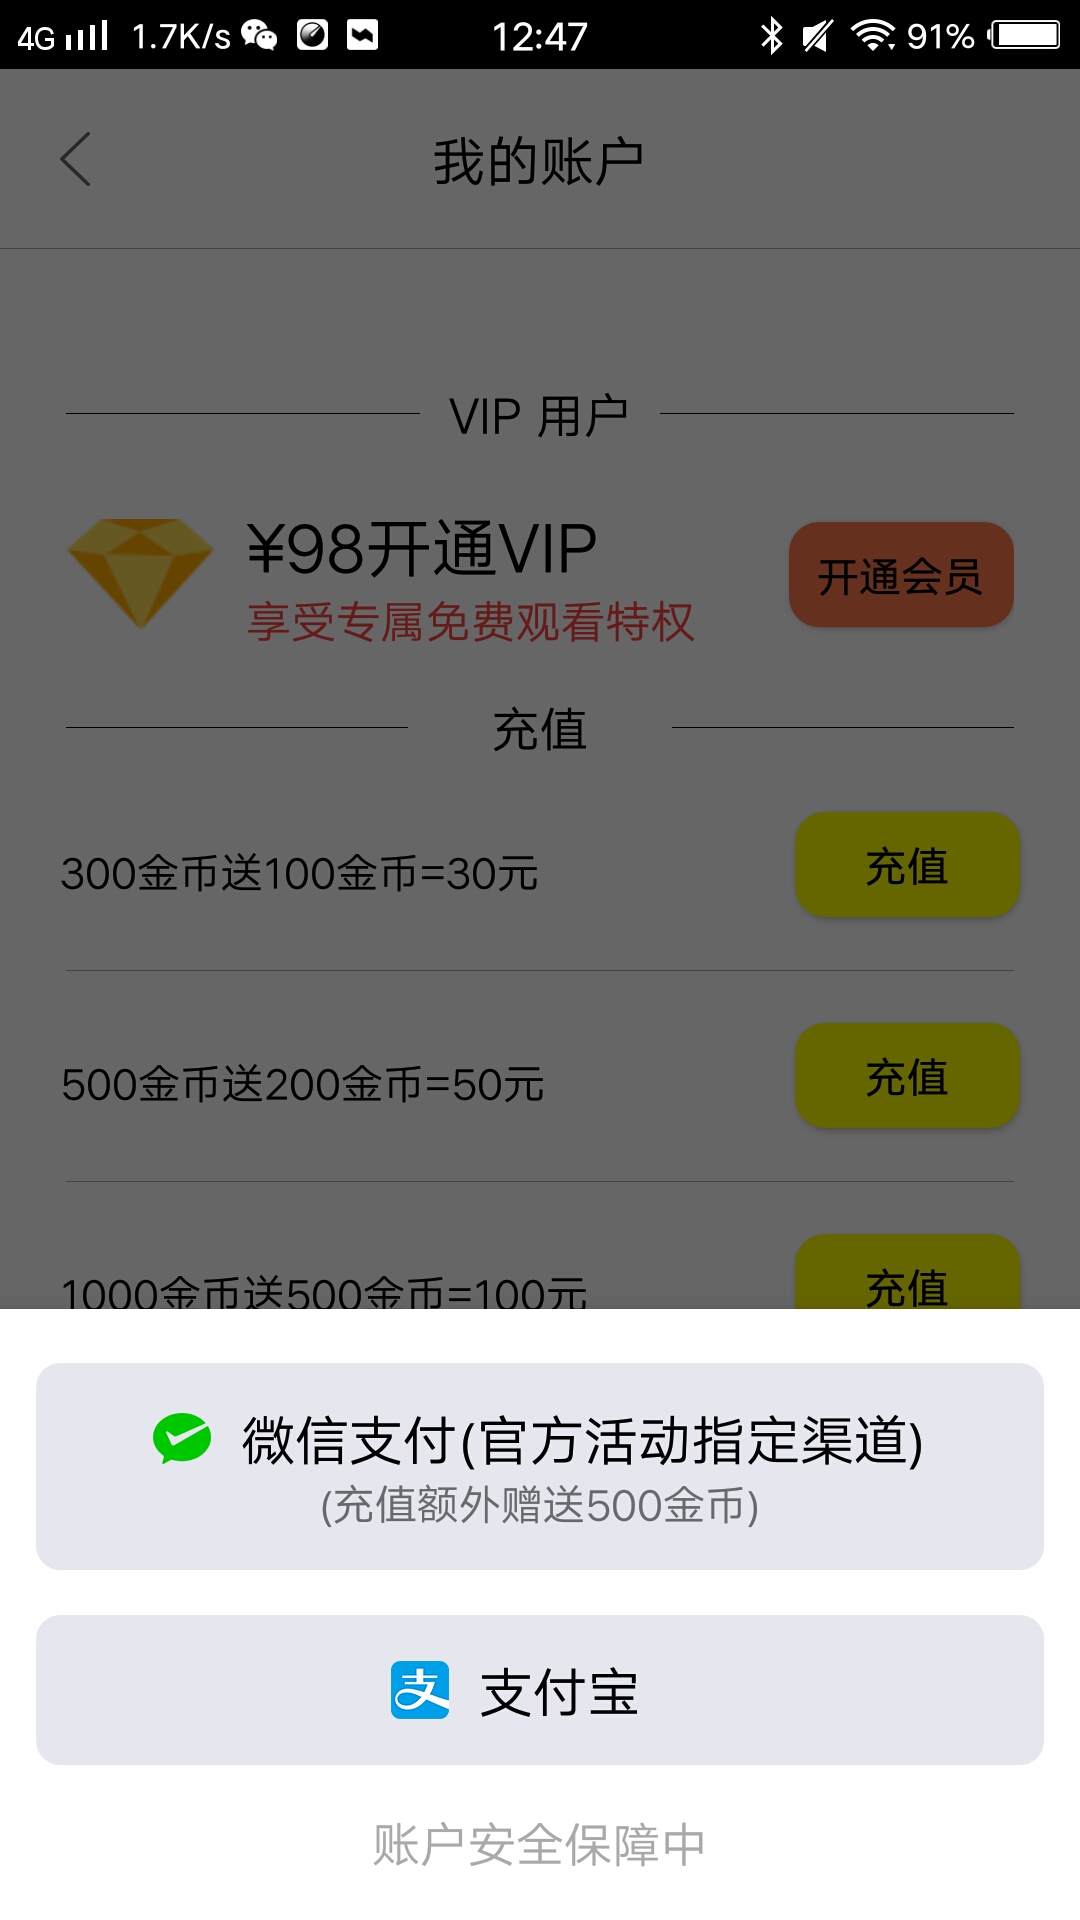 4G 1.7K/s 12:47 91%
我的账户
VIP 用户
¥98开通VIP
享受专属免费观看特权
开通会员
充值
300金币送100金币=30元
充值
500金币送200金币=50元
充值
1000金币送500金币=100元
充值
微信支付(官方活动指定渠道)
(充值额外赠送500金币)
支 支付宝
账户安全保障中